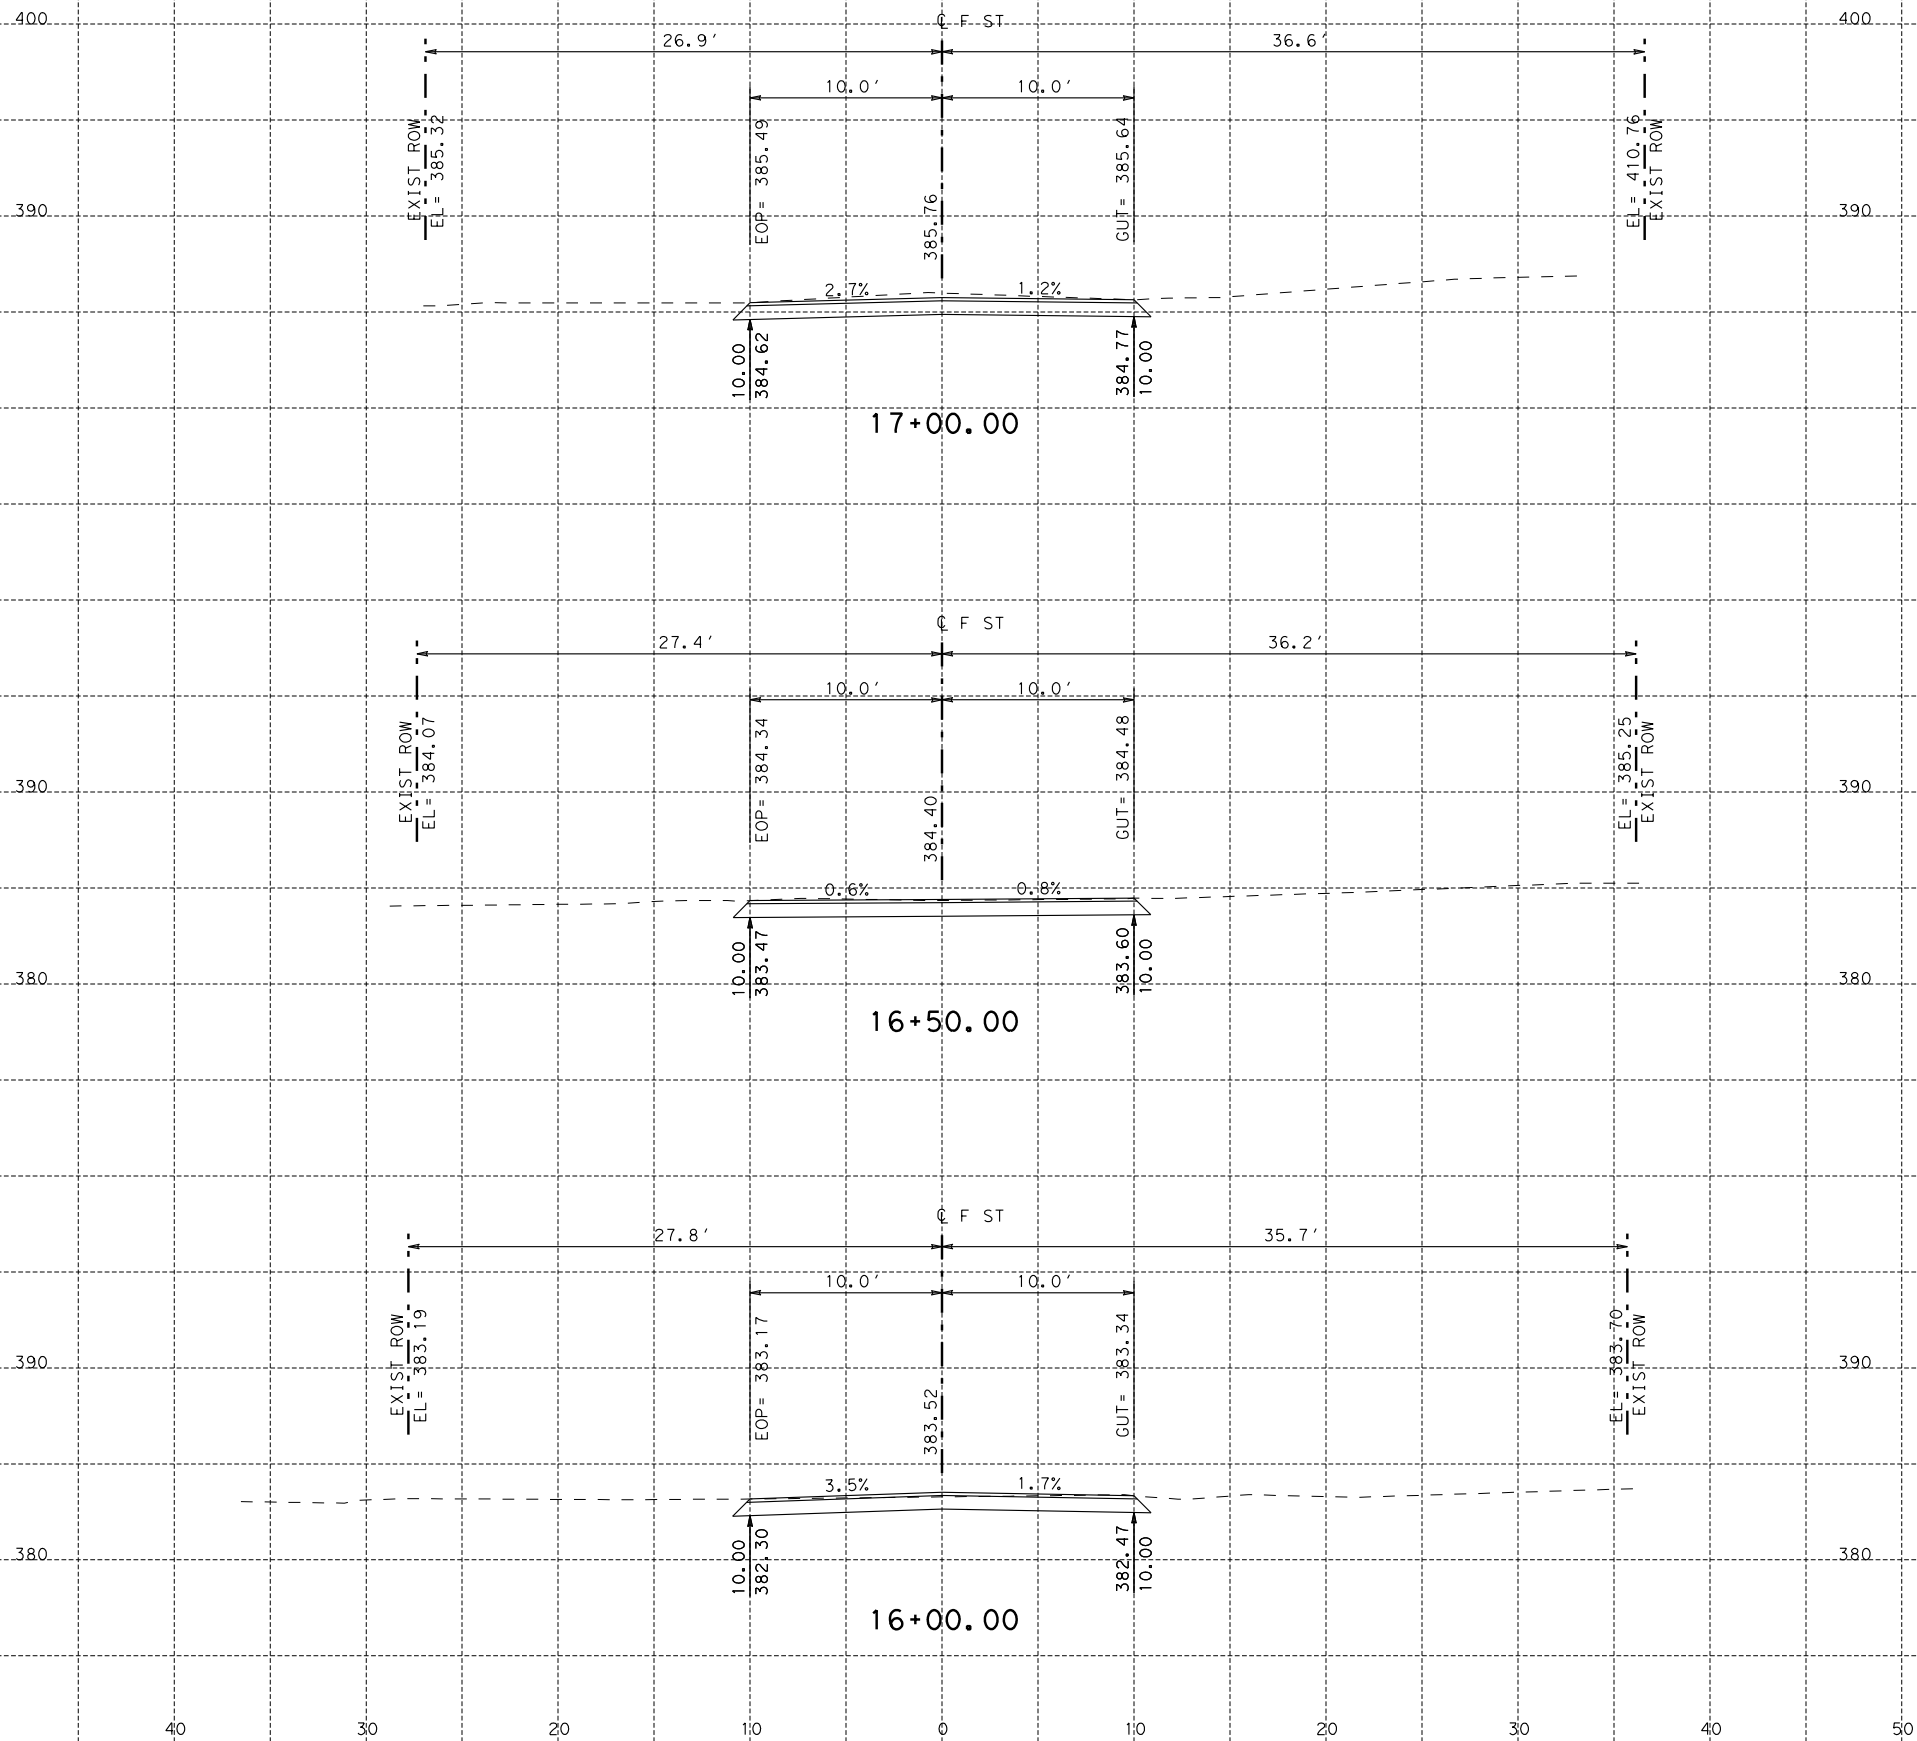 400
℄ F ST
400
26.9'
36.6'
10.0'
10.0'
EXIST ROW
EL= 385.32
EOP= 385.49
385.76
GUT= 385.64
EL= 410.76
EXIST ROW
390
390
2.7%
1.2%
10.00
384.62
384.77
10.00
17+00.00
℄ F ST
27.4'
36.2'
10.0'
10.0'
EXIST ROW
EL= 384.07
EOP= 384.34
384.40
GUT= 384.48
EL= 385.25
EXIST ROW
390
390
0.6%
0.8%
10.00
383.47
383.60
10.00
380
380
16+50.00
℄ F ST
27.8'
35.7'
10.0'
10.0'
EXIST ROW
EL= 383.19
EOP= 383.17
383.52
GUT= 383.34
EL= 383.70
EXIST ROW
390
390
3.5%
1.7%
10.00
382.30
382.47
10.00
380
380
16+00.00
40 30 20 10 0 10 20 30 40 50